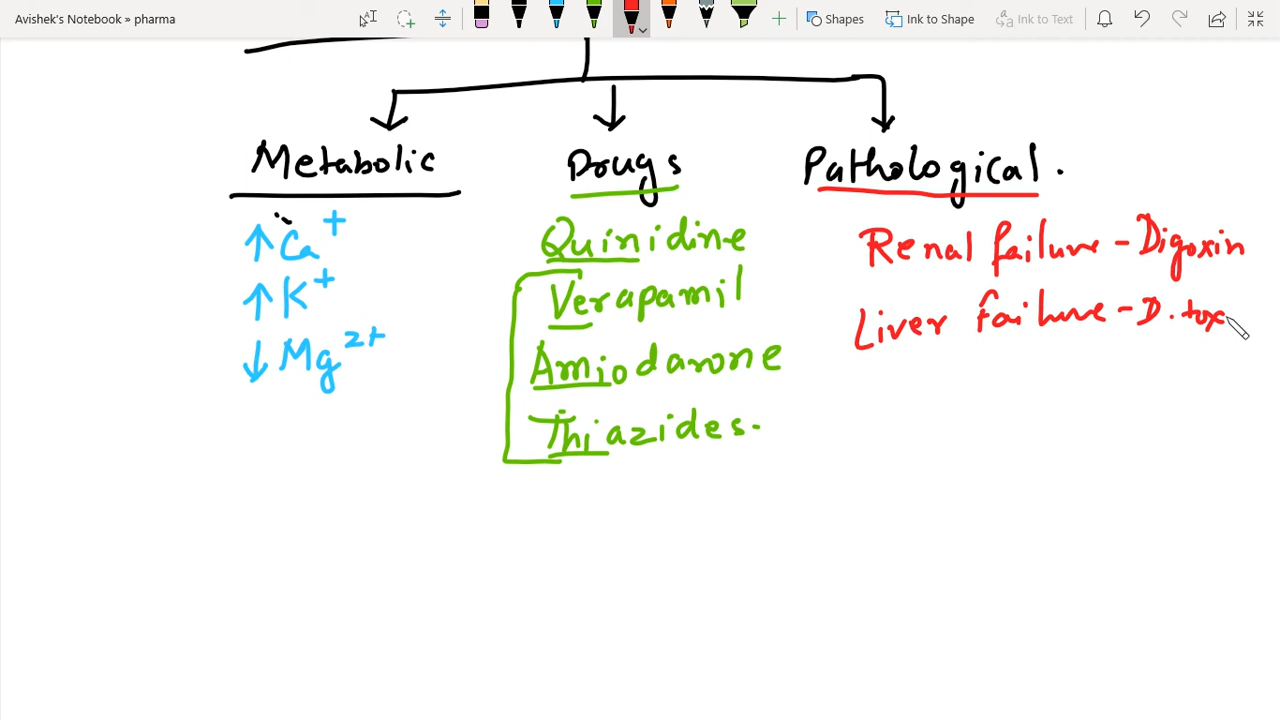 Avishek's Notebook » pharma
Shapes
Ink to Shape
Ink to Text
Metabolic
Drugs
Pathological.
↑ Ca+
↑ K+
↓ Mg2+
Quinidine
Verapamil
Amiodarone
Thiazides.
Renal failure - Digoxin
Liver failure - D. tox